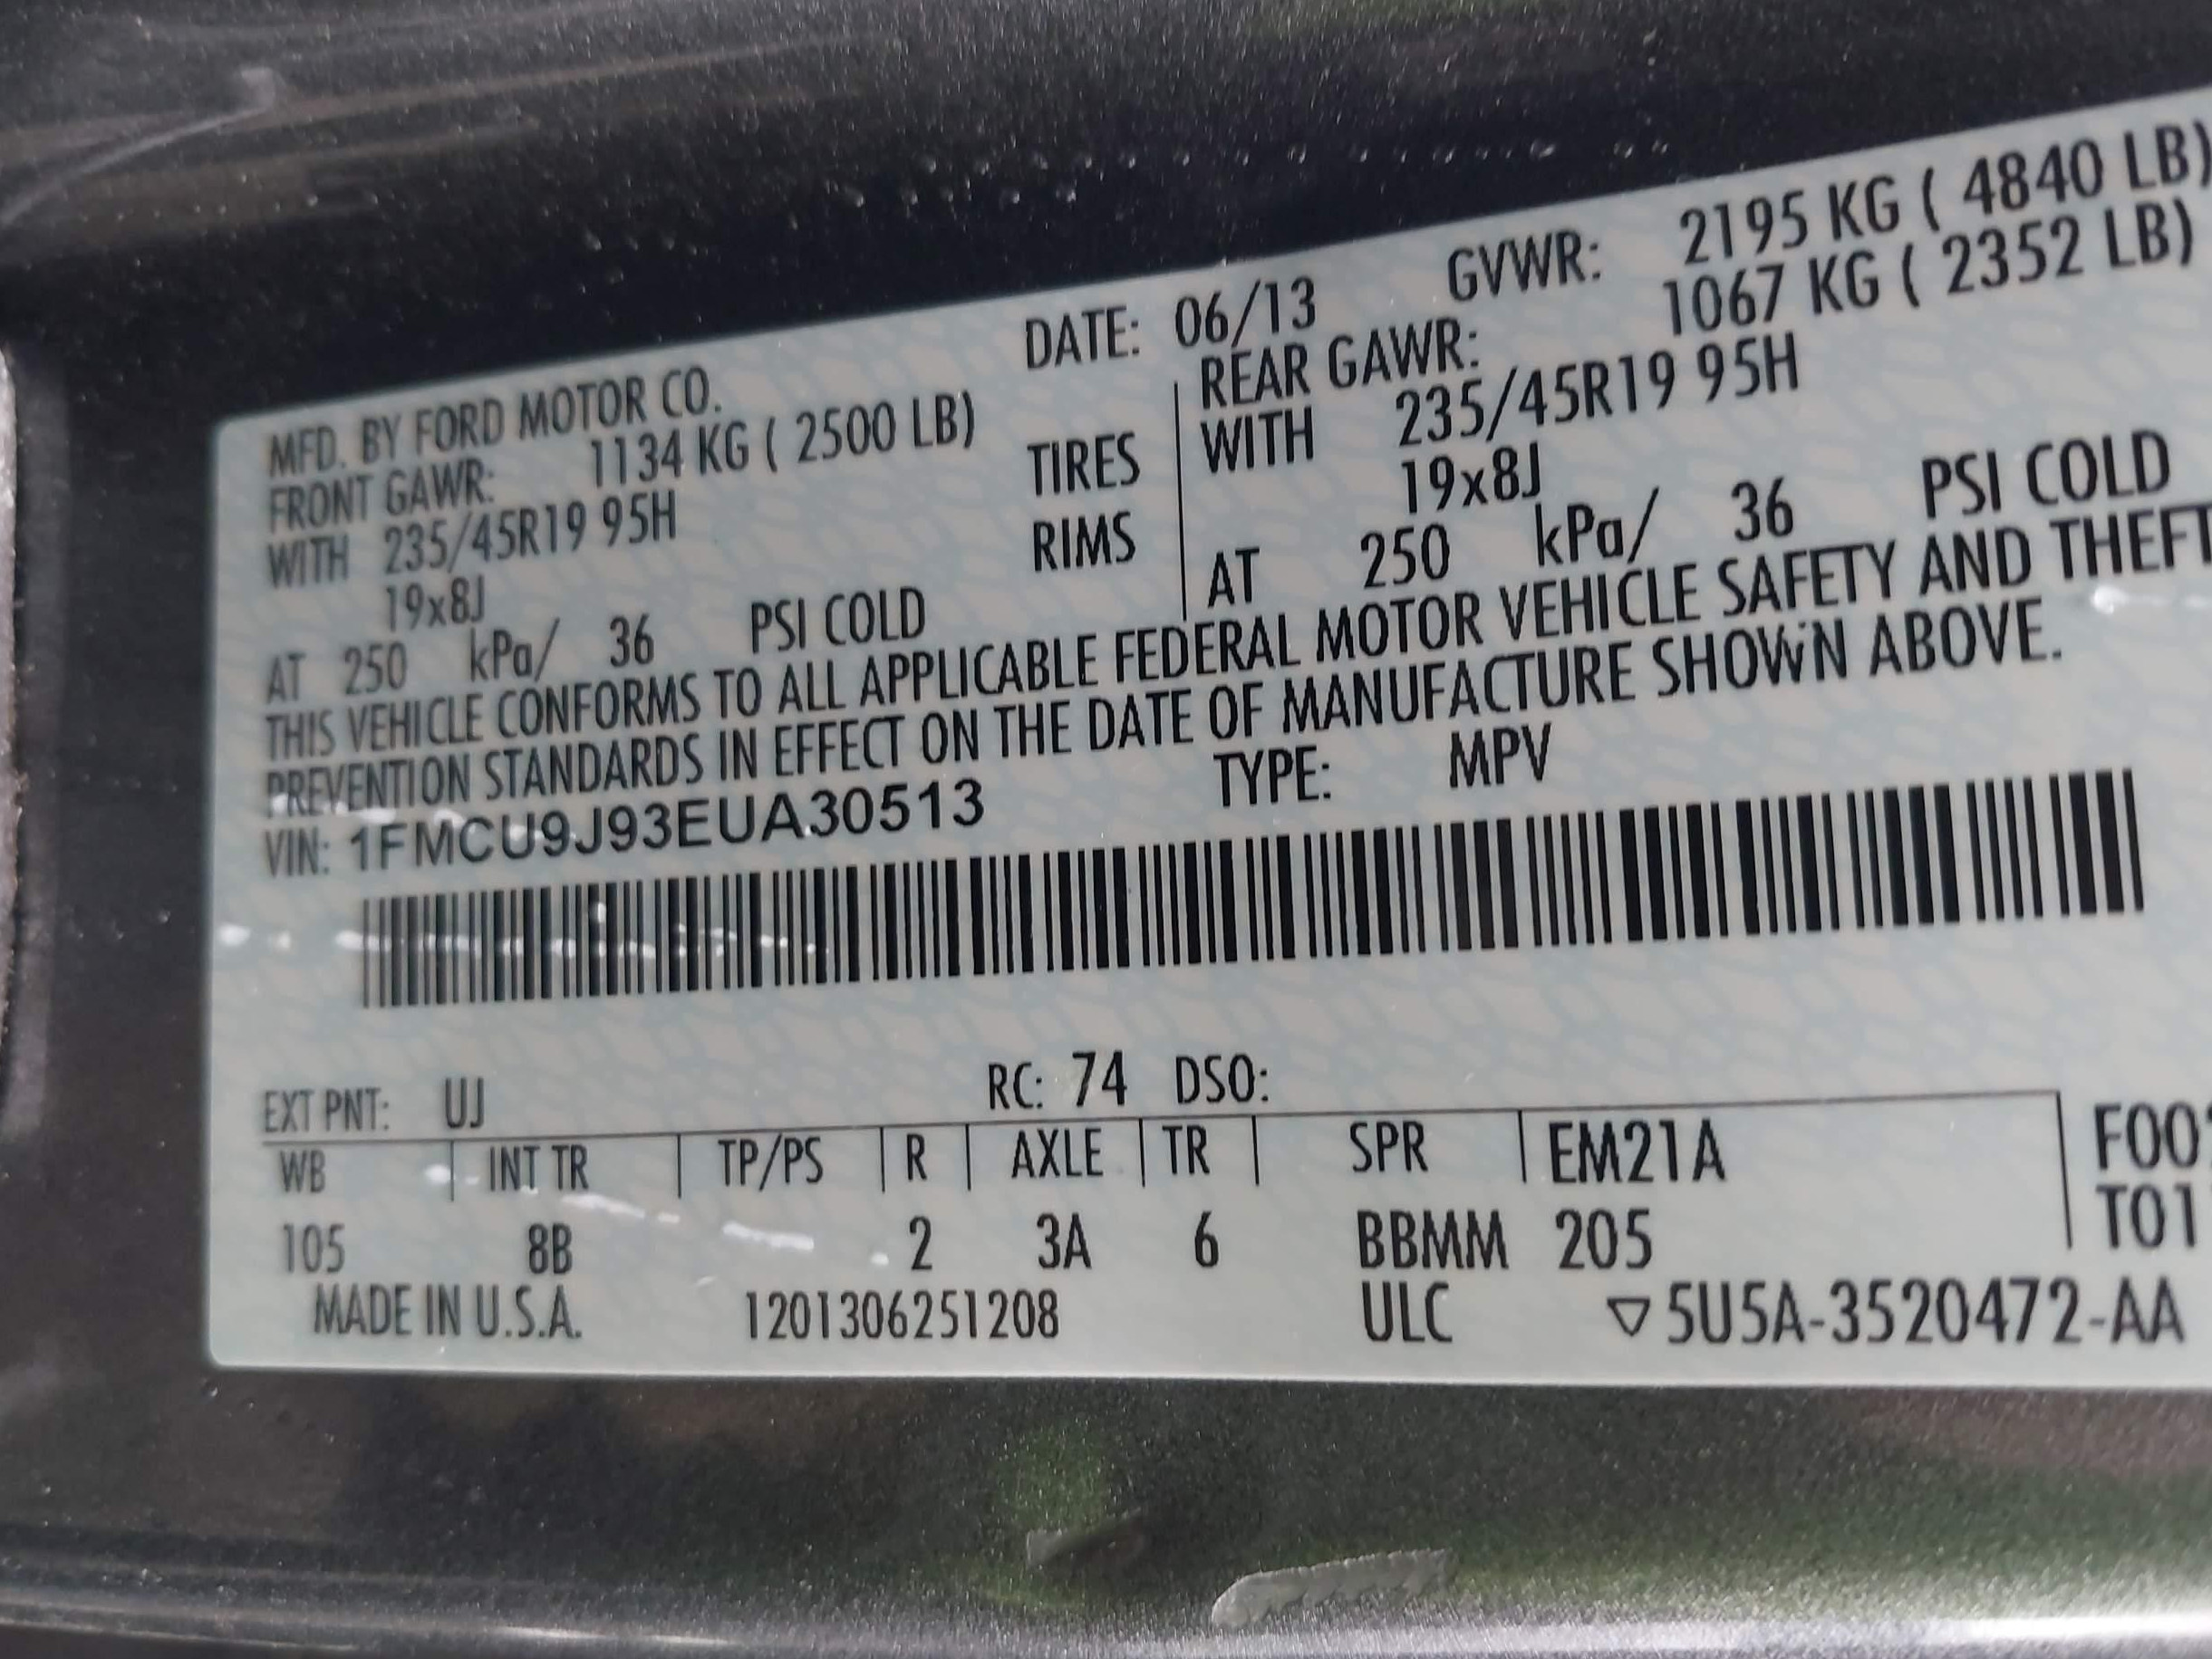 MFD. BY FORD MOTOR CO. DATE: 06/13 GVWR: 2195 KG ( 4840 LB)
FRONT GAWR: 1134 KG ( 2500 LB) REAR GAWR: 1067 KG ( 2352 LB)
WITH 235/45R19 95H TIRES WITH 235/45R19 95H
19x8J RIMS 19x8J
AT 250 kPa/ 36 PSI COLD AT 250 kPa/ 36 PSI COLD
THIS VEHICLE CONFORMS TO ALL APPLICABLE FEDERAL MOTOR VEHICLE SAFETY AND THEFT
PREVENTION STANDARDS IN EFFECT ON THE DATE OF MANUFACTURE SHOWN ABOVE.
VIN: 1FMCU9J93EUA30513 TYPE: MPV
EXT PNT: UJ RC: 74 DSO:
WB INT TR TP/PS R AXLE TR SPR EM21A
105 8B 2 3A 6 BBMM 205
MADE IN U.S.A. 1201306251208 ULC ▽5U5A-3520472-AA